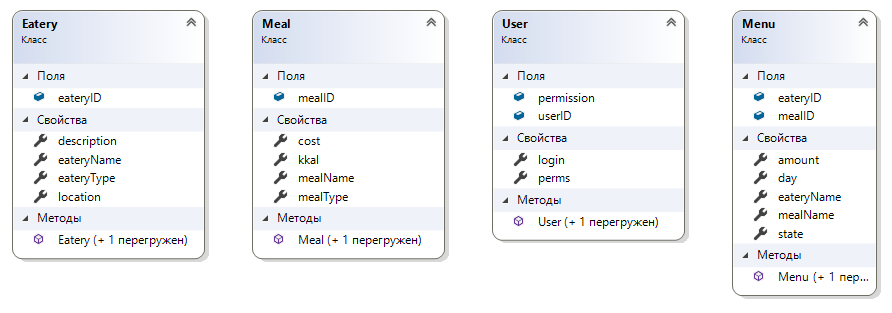 Eatery
Класс
Поля
eateryID
Свойства
description
eateryName
eateryType
location
Методы
Eatery (+ 1 перегружен)
Meal
Класс
Поля
mealID
Свойства
cost
kkal
mealName
mealType
Методы
Meal (+ 1 перегружен)
User
Класс
Поля
permission
userID
Свойства
login
perms
Методы
User (+ 1 перегружен)
Menu
Класс
Поля
eateryID
mealID
Свойства
amount
day
eateryName
mealName
state
Методы
Menu (+ 1 пер...